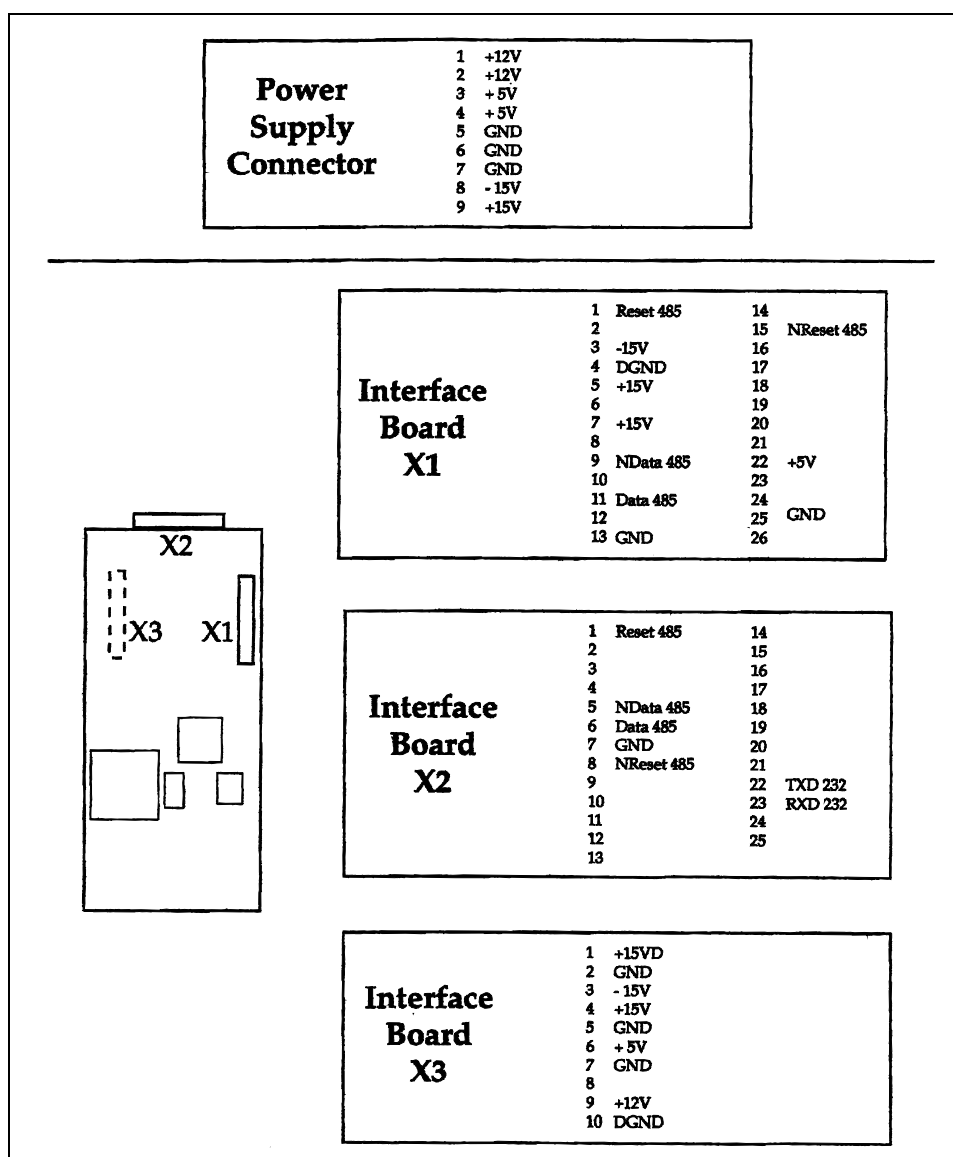 Power
Supply
Connector
1 +12V
2 +12V
3 + 5V
4 + 5V
5 GND
6 GND
7 GND
8 - 15V
9 +15V
Interface
Board
X1
1 Reset 485
2
3 -15V
4 DGND
5 +15V
6
7 +15V
8
9 NData 485
10
11 Data 485
12
13 GND
14
15 NReset 485
16
17
18
19
20
21
22 +5V
23
24
25 GND
26
X2
X3 X1
Interface
Board
X2
1 Reset 485
2
3
4
5 NData 485
6 Data 485
7 GND
8 NReset 485
9
10
11
12
13
14
15
16
17
18
19
20
21
22 TXD 232
23 RXD 232
24
25
Interface
Board
X3
1 +15VD
2 GND
3 - 15V
4 +15V
5 GND
6 + 5V
7 GND
8
9 +12V
10 DGND